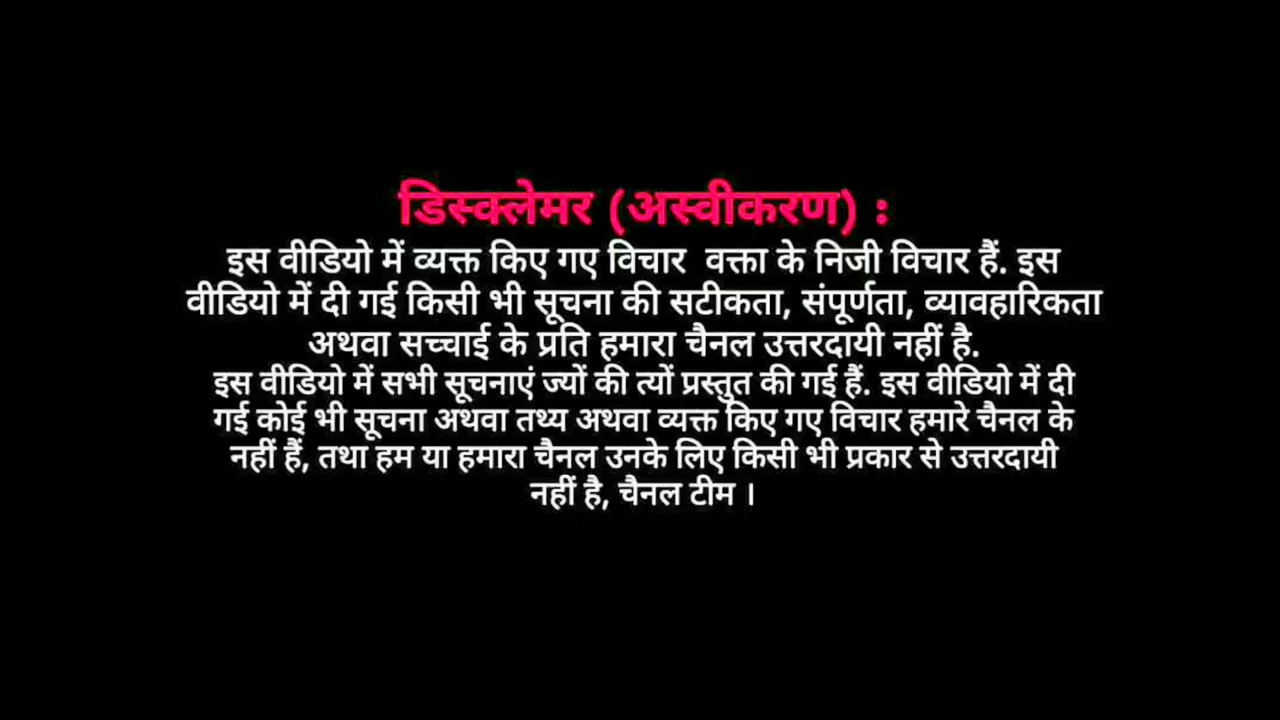 डिस्क्लेमर (अस्वीकरण) :
इस वीडियो में व्यक्त किए गए विचार वक्ता के निजी विचार हैं. इस
वीडियो में दी गई किसी भी सूचना की सटीकता, संपूर्णता, व्यावहारिकता
अथवा सच्चाई के प्रति हमारा चैनल उत्तरदायी नहीं है.
इस वीडियो में सभी सूचनाएं ज्यों की त्यों प्रस्तुत की गई हैं. इस वीडियो में दी
गई कोई भी सूचना अथवा तथ्य अथवा व्यक्त किए गए विचार हमारे चैनल के
नहीं हैं, तथा हम या हमारा चैनल उनके लिए किसी भी प्रकार से उत्तरदायी
नहीं है, चैनल टीम ।